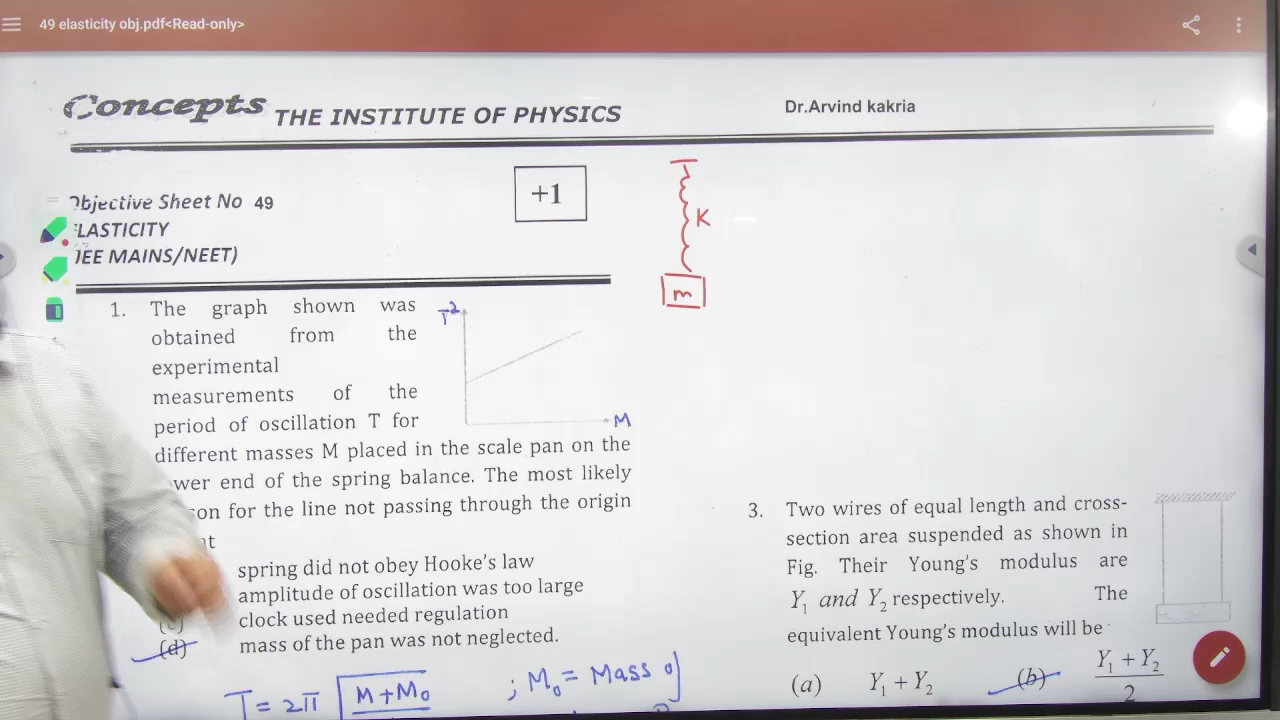 49 elasticity obj.pdf<Read-only>
Concepts THE INSTITUTE OF PHYSICS
Dr.Arvind kakria
+1
Objective Sheet No 49
ELASTICITY
(JEE MAINS/NEET)
K
m
1. The graph shown was
obtained from the
experimental
measurements of the
period of oscillation T for
different masses M placed in the scale pan on the
wer end of the spring balance. The most likely
son for the line not passing through the origin
at
spring did not obey Hooke's law
amplitude of oscillation was too large
(c) clock used needed regulation
(d) mass of the pan was not neglected.
T²
M
T = 2π M+M₀ ; M₀ = Mass of
3. Two wires of equal length and cross-
section area suspended as shown in
Fig. Their Young's modulus are
Y₁ and Y₂ respectively. The
equivalent Young's modulus will be
(a) Y₁ + Y₂ (b) Y₁ + Y₂
2